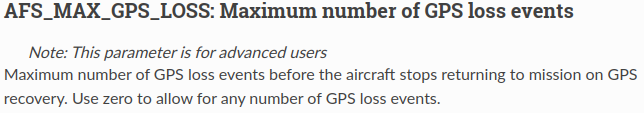 AFS_MAX_GPS_LOSS: Maximum number of GPS loss events
Note: This parameter is for advanced users
Maximum number of GPS loss events before the aircraft stops returning to mission on GPS
recovery. Use zero to allow for any number of GPS loss events.